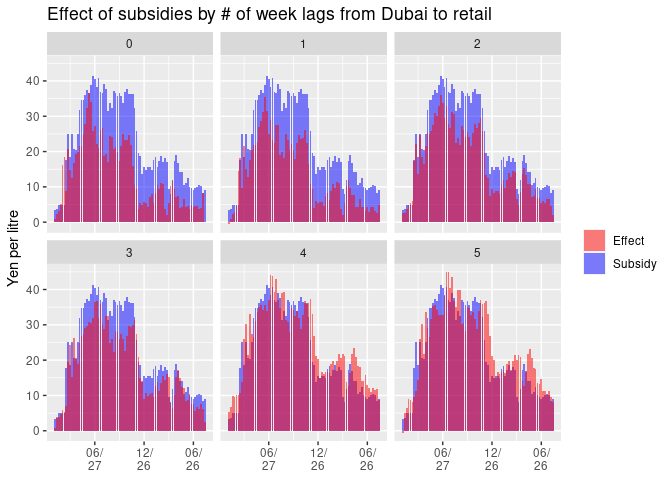 Effect of subsidies by # of week lags from Dubai to retail
0 1 2
40
30
20
10
0
Yen per litre
Effect
Subsidy
3 4 5
40
30
20
10
0
06/ 12/ 06/ 06/ 12/ 06/ 06/ 12/ 06/
27 26 26 27 26 26 27 26 26